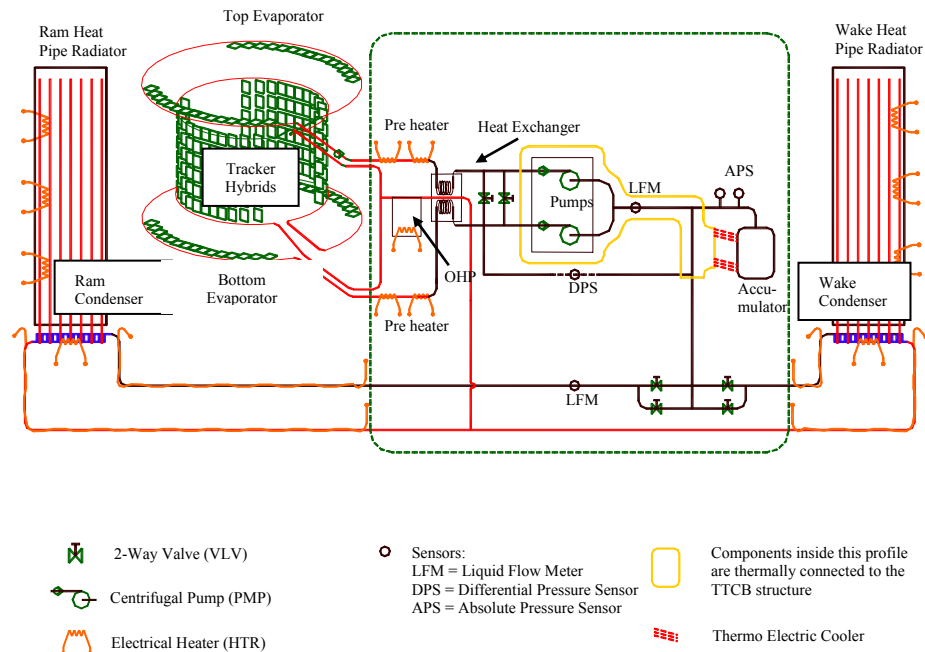 Ram Heat
Pipe Radiator
Top Evaporator
Wake Heat
Pipe Radiator
Pre heater
Heat Exchanger
Tracker
Hybrids
Pumps
LFM
APS
Ram
Condenser
Bottom
Evaporator
OHP
DPS
Accu-
mulator
Wake
Condenser
Pre heater
LFM
2-Way Valve (VLV)
Centrifugal Pump (PMP)
Electrical Heater (HTR)
Sensors:
LFM = Liquid Flow Meter
DPS = Differential Pressure Sensor
APS = Absolute Pressure Sensor
Components inside this profile
are thermally connected to the
TTCB structure
Thermo Electric Cooler